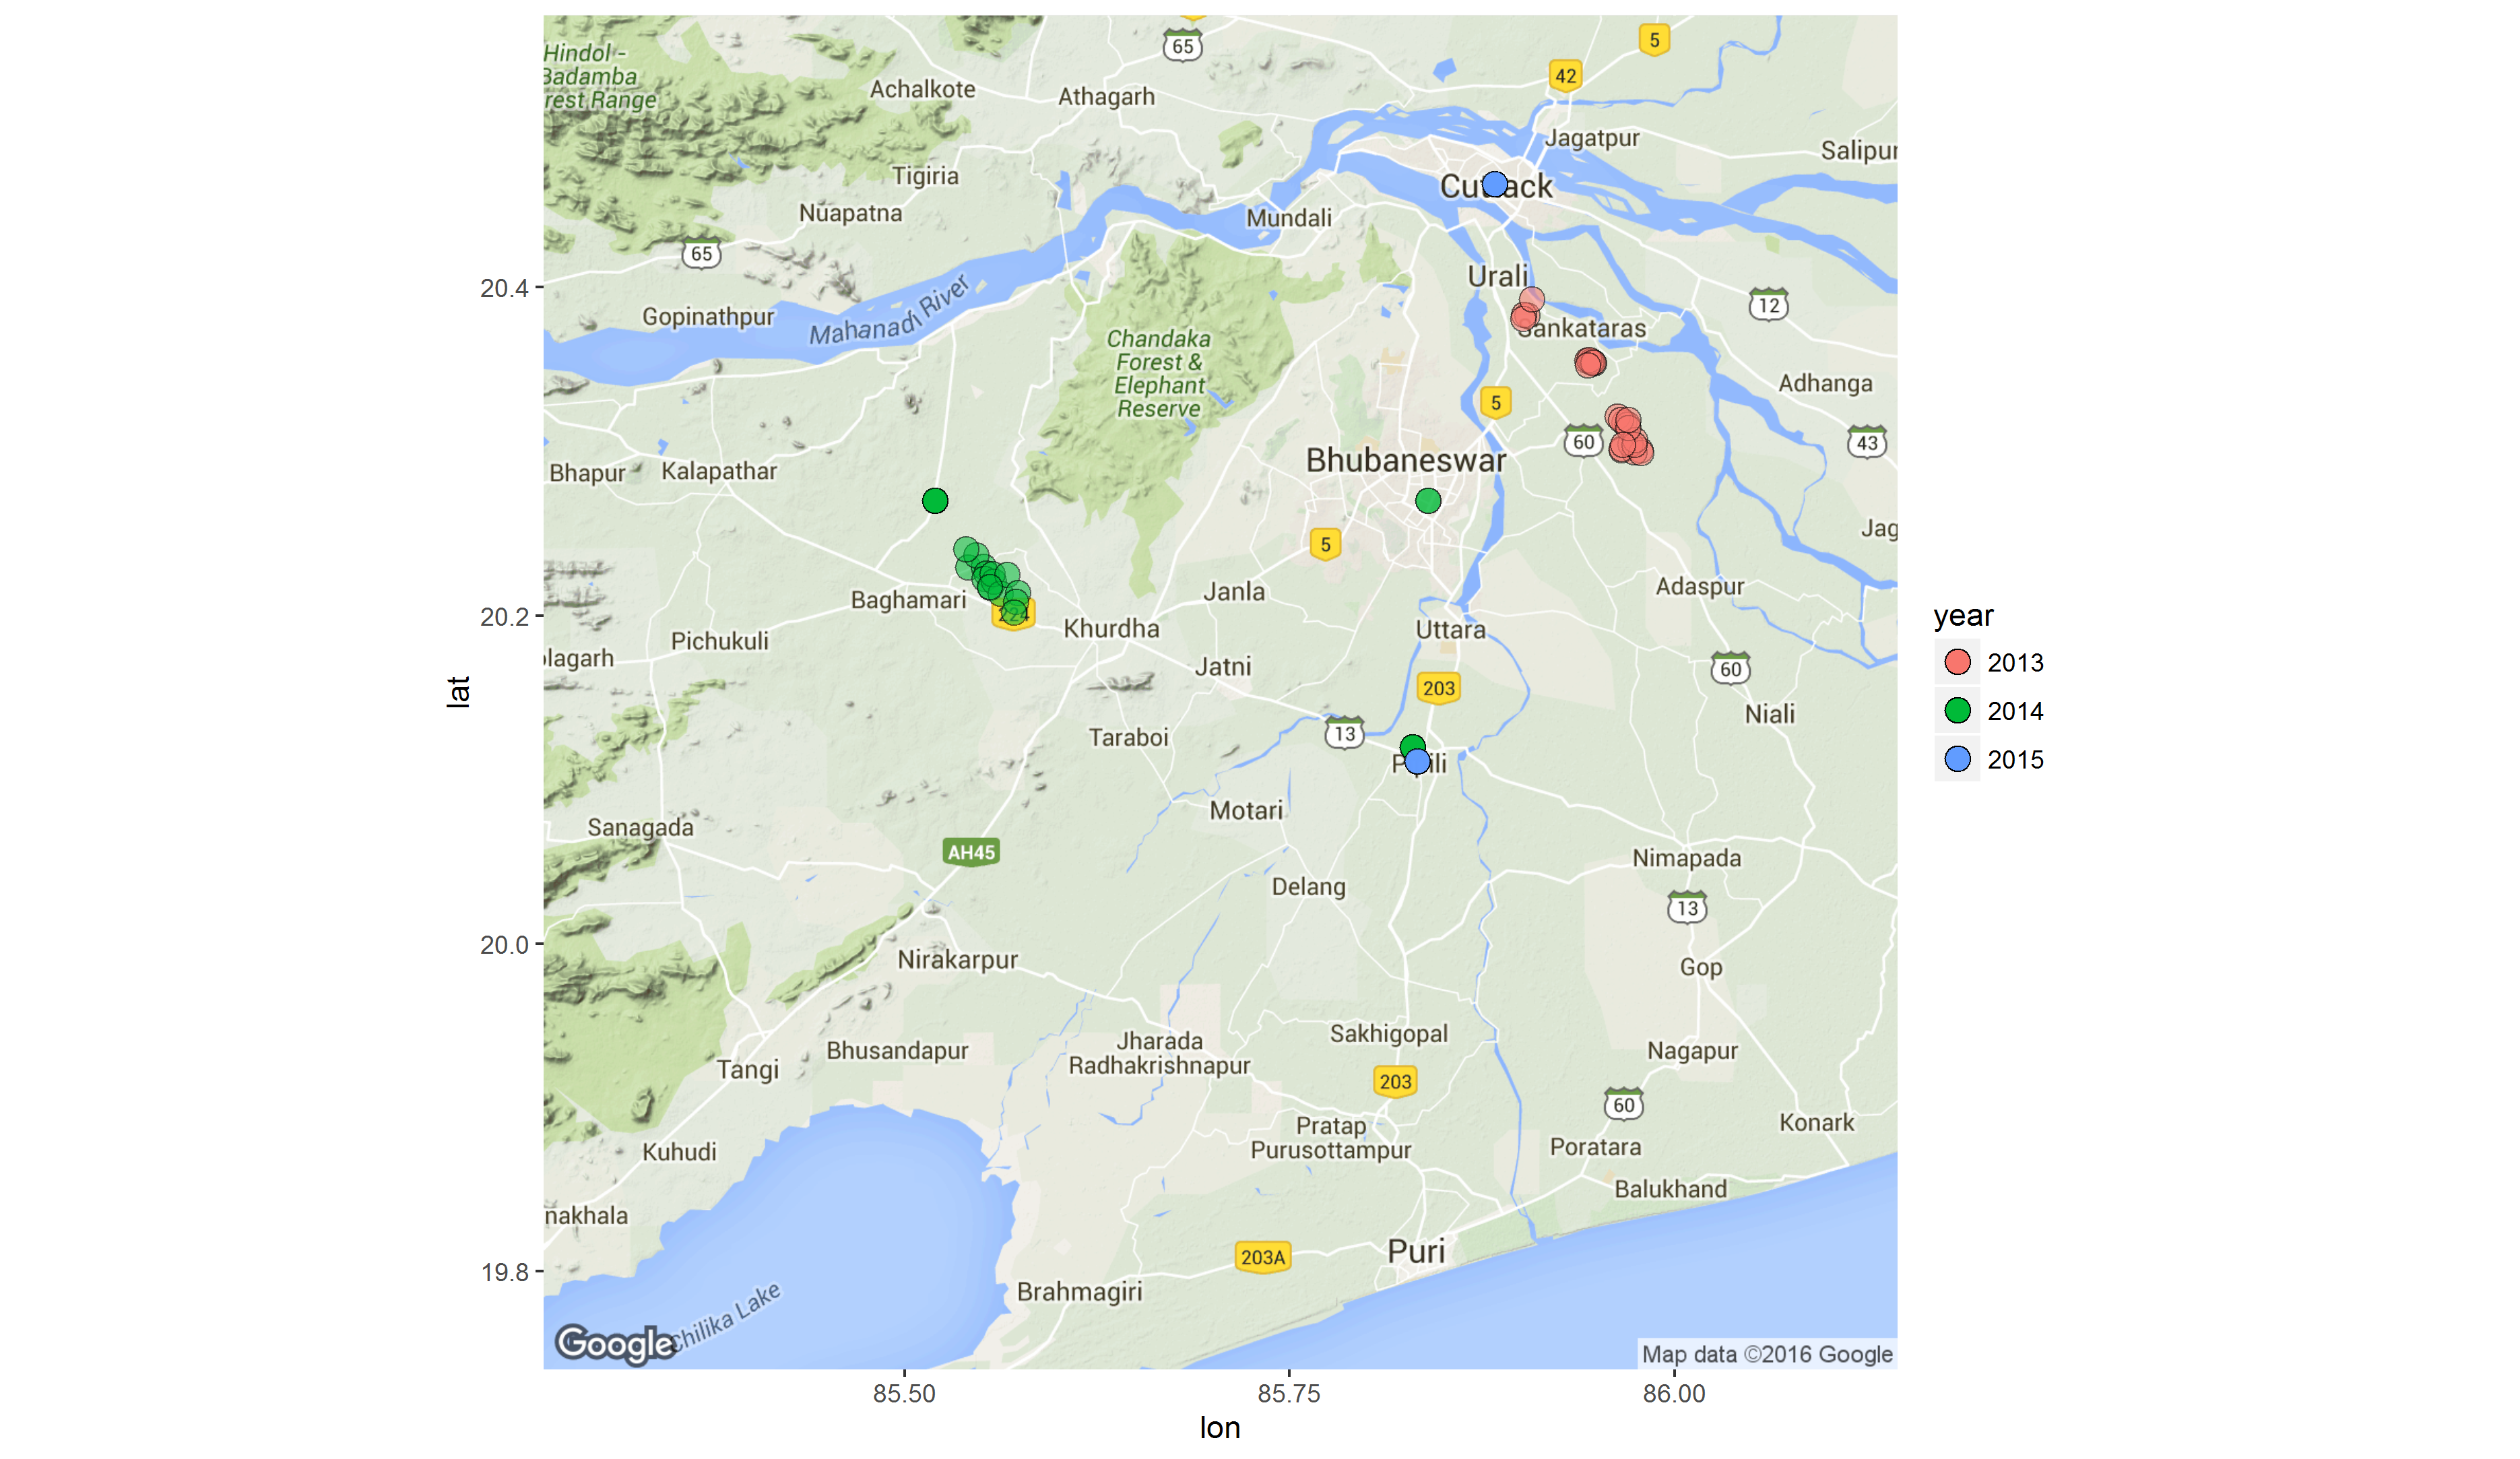 Hindol -
Badamba
rest Range
65
5
42
Achalkote
Athagarh
Jagatpur
Salipur
Tigiria
Cuttack
Nuapatna
Mundali
65
20.4
Urali
12
Gopinathpur
Mahanadi River
Sankataras
Chandaka
Forest &
Elephant
Reserve
Adhanga
5
60
43
Bhubaneswar
Bhapur
Kalapathar
Jag
5
Adaspur
Janla
Baghamari
224
20.2
Khurdha
Uttara
Pichukuli
lagarh
Jatni
60
203
Niali
13
Taraboi
Pipili
Motari
Sanagada
AH45
Nimapada
Delang
13
20.0
Nirakarpur
Gop
Sakhigopal
Jharada
Radhakrishnapur
Bhusandapur
Nagapur
Tangi
203
60
Pratap
Purusottampur
Konark
Poratara
Kuhudi
Balukhand
nakhala
Puri
203A
19.8
Brahmagiri
Chilika Lake
Google
Map data ©2016 Google
85.50
85.75
86.00
lon
lat
year
2013
2014
2015